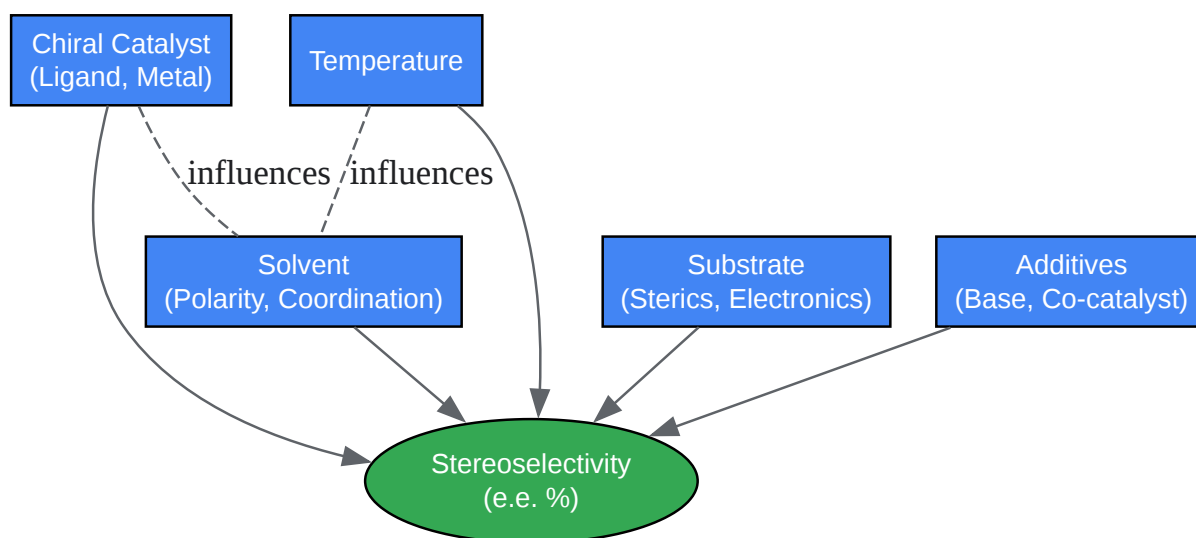 Chiral Catalyst
(Ligand, Metal)
Temperature
influences
influences
Solvent
(Polarity, Coordination)
Substrate
(Sterics, Electronics)
Additives
(Base, Co-catalyst)
Stereoselectivity
(e.e. %)